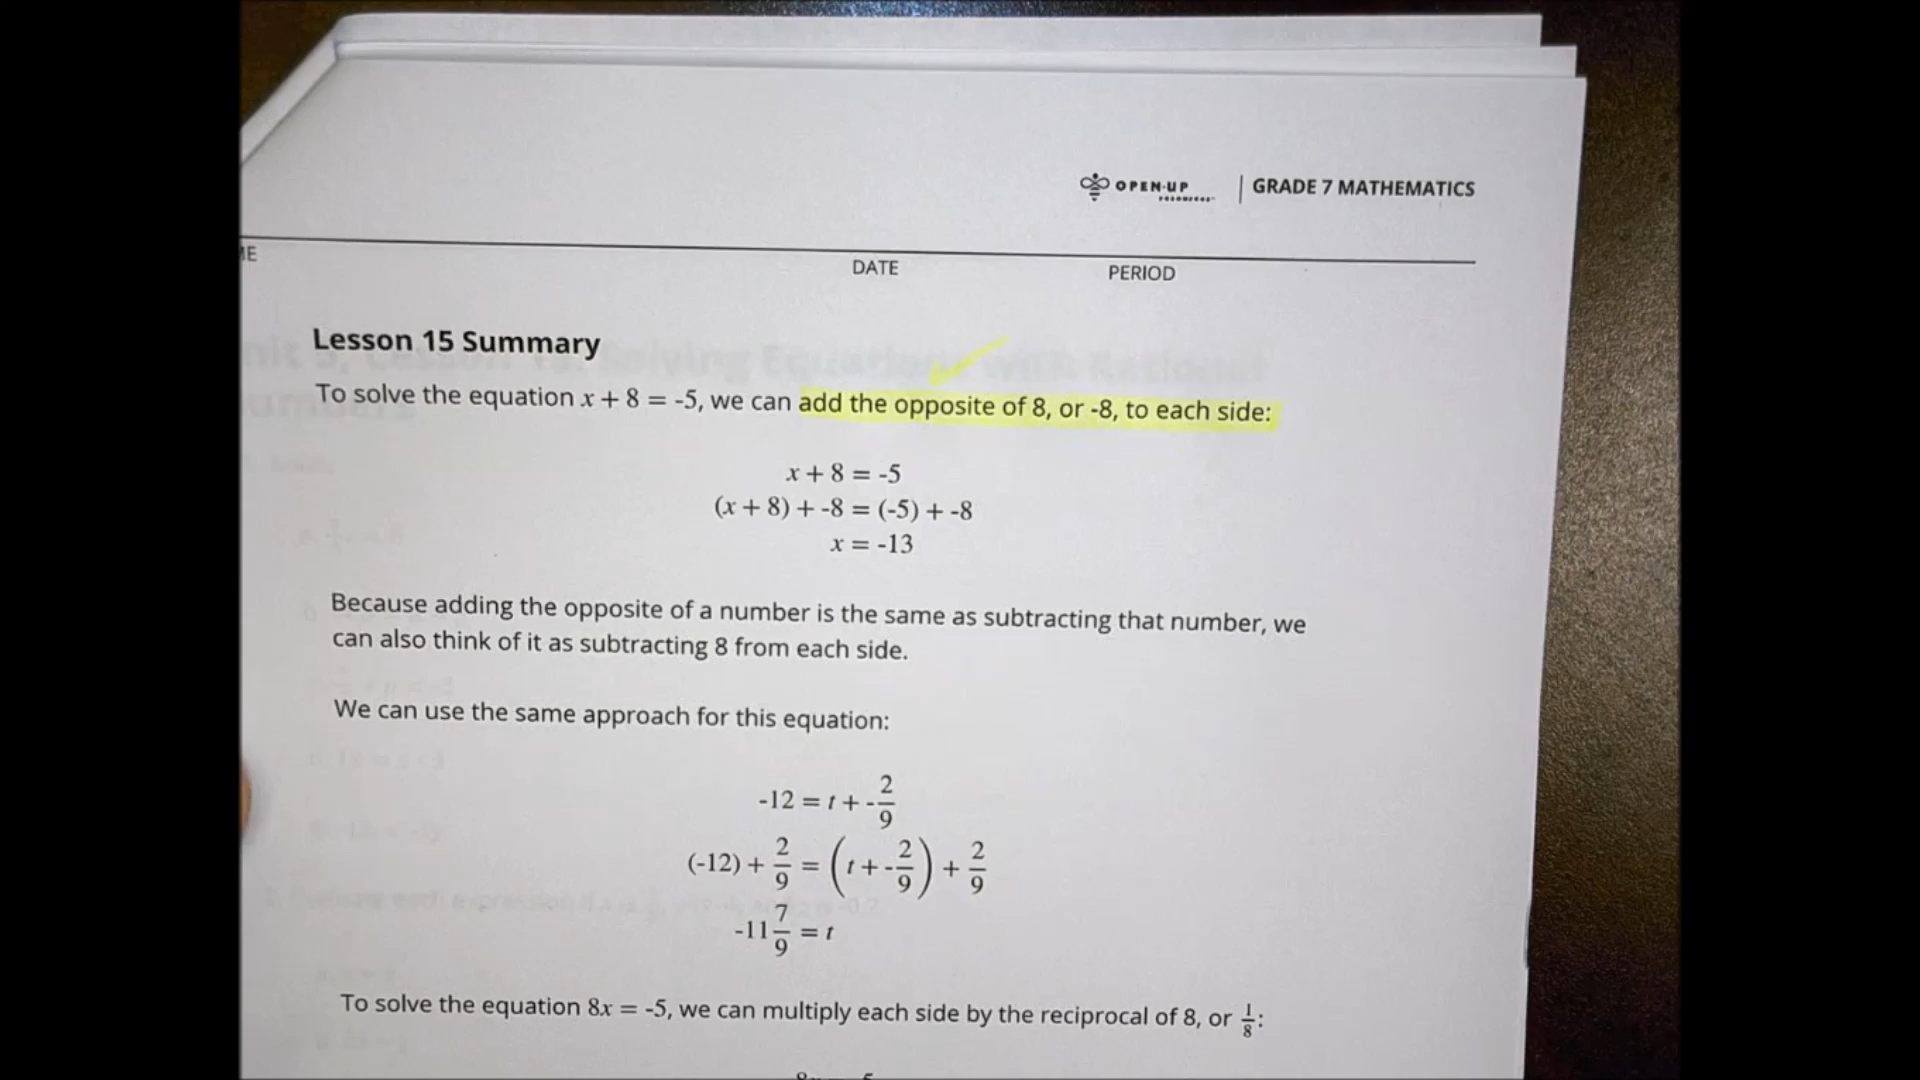 OPEN-UP
RESOURCES
GRADE 7 MATHEMATICS
DATE PERIOD
Lesson 15 Summary
To solve the equation x + 8 = -5, we can add the opposite of 8, or -8, to each side:
x + 8 = -5
(x + 8) + -8 = (-5) + -8
x = -13
Because adding the opposite of a number is the same as subtracting that number, we
can also think of it as subtracting 8 from each side.
We can use the same approach for this equation:
-12 = t + -2/9
(-12) + 2/9 = (t + -2/9) + 2/9
-11 7/9 = t
To solve the equation 8x = -5, we can multiply each side by the reciprocal of 8, or 1/8: